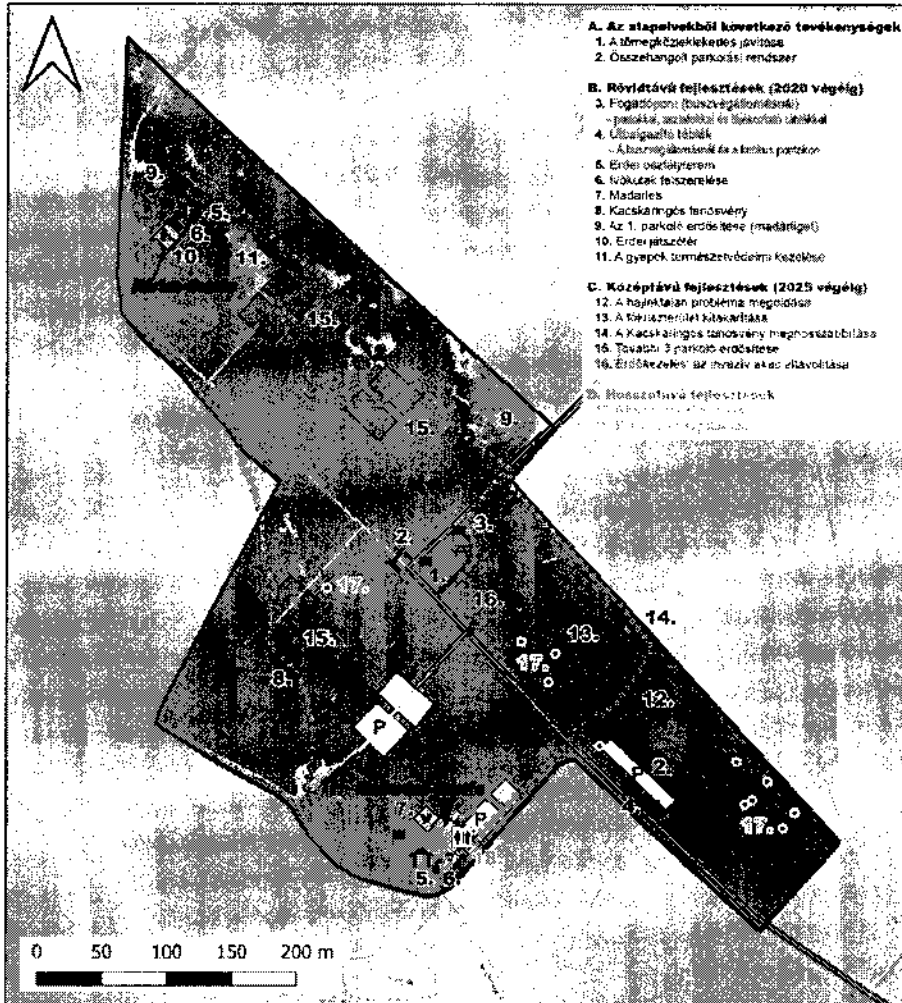 A. Az alapelvekből következő tevékenységek
1. A tömegközlekedés javítása
2. Összehangolt parkolási rendszer
B. Rövidtávú fejlesztések (2020 végéig)
3. Fogadópont (buszvégállomások)
4. Útbaigazító táblák
5. Erdei osztályterem
6. Ivókutak felszerelése
7. Madárles
8. Kacskaringós tanösvény
9. Az 1. parkoló erdősítése (madárliget)
10. Erdei játszótér
11. A gyepek természetvédelmi kezelése
C. Középtávú fejlesztések (2025 végéig)
12. A hajléktalan probléma megoldása
13. A fókuszterület kitakarítása
14. A Kacskaringós tanösvény meghosszabbítása
15. További 3 parkoló erdősítése
16. Erdőkezelés: az invazív akác eltávolítása
D. Hosszútávú fejlesztések
9.
5.
6.
10.
11.
15.
15.
9.
2.
3.
1.
17.
16.
14.
13.
17.
15.
8.
12.
P
P
2.
7.
P
17.
5.
6.
0 50 100 150 200 m